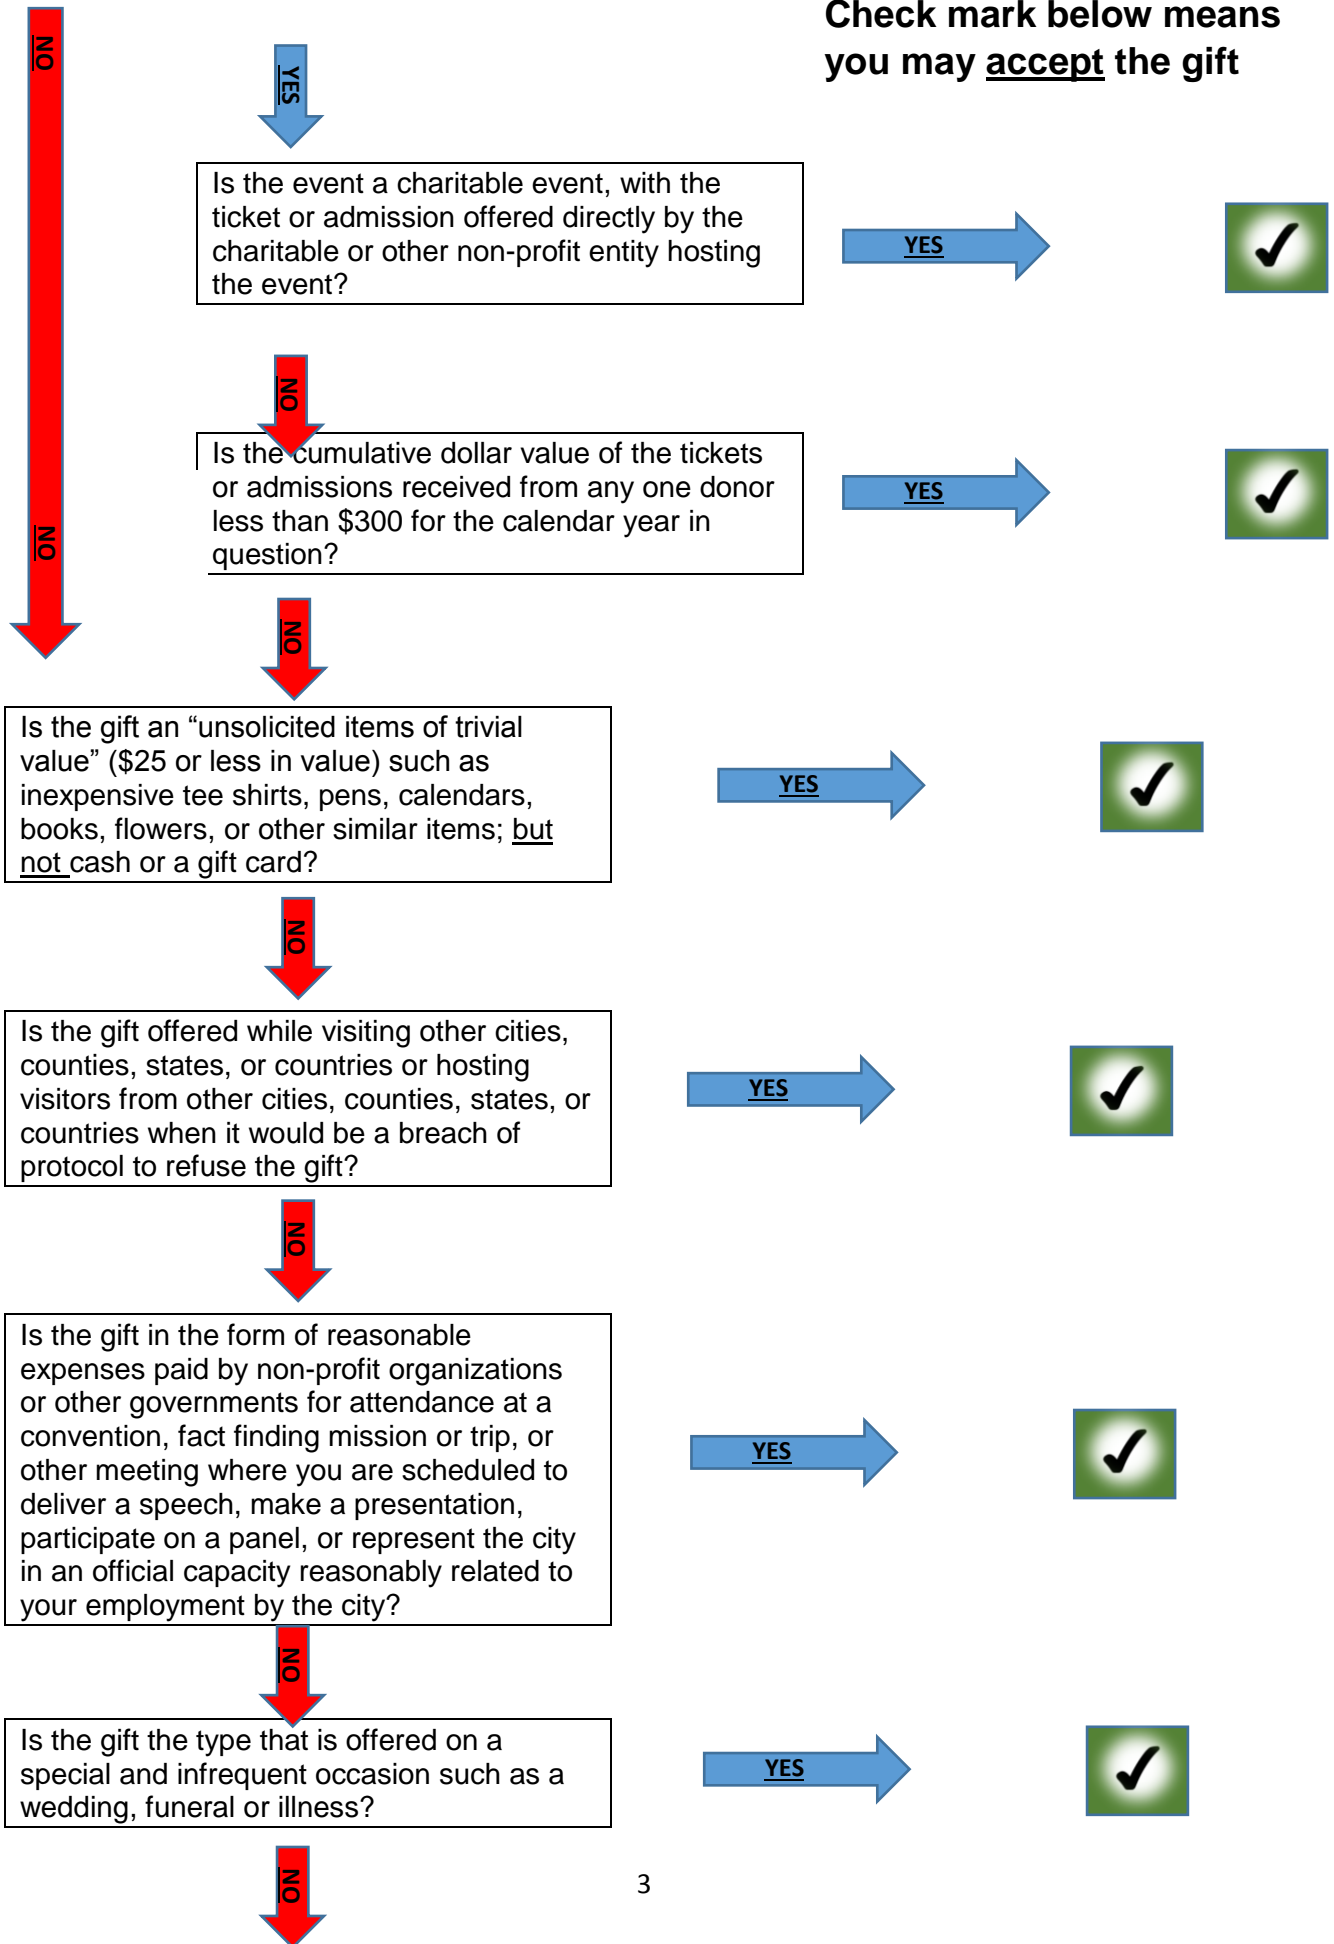 Check mark below means
you may accept the gift
NO
YES
Is the event a charitable event, with the
ticket or admission offered directly by the
charitable or other non-profit entity hosting
the event?
YES
NO
Is the cumulative dollar value of the tickets
or admissions received from any one donor
less than $300 for the calendar year in
question?
YES
NO
NO
Is the gift an “unsolicited items of trivial
value” ($25 or less in value) such as
inexpensive tee shirts, pens, calendars,
books, flowers, or other similar items; but
not cash or a gift card?
YES
NO
Is the gift offered while visiting other cities,
counties, states, or countries or hosting
visitors from other cities, counties, states, or
countries when it would be a breach of
protocol to refuse the gift?
YES
NO
Is the gift in the form of reasonable
expenses paid by non-profit organizations
or other governments for attendance at a
convention, fact finding mission or trip, or
other meeting where you are scheduled to
deliver a speech, make a presentation,
participate on a panel, or represent the city
in an official capacity reasonably related to
your employment by the city?
YES
NO
Is the gift the type that is offered on a
special and infrequent occasion such as a
wedding, funeral or illness?
YES
NO
3